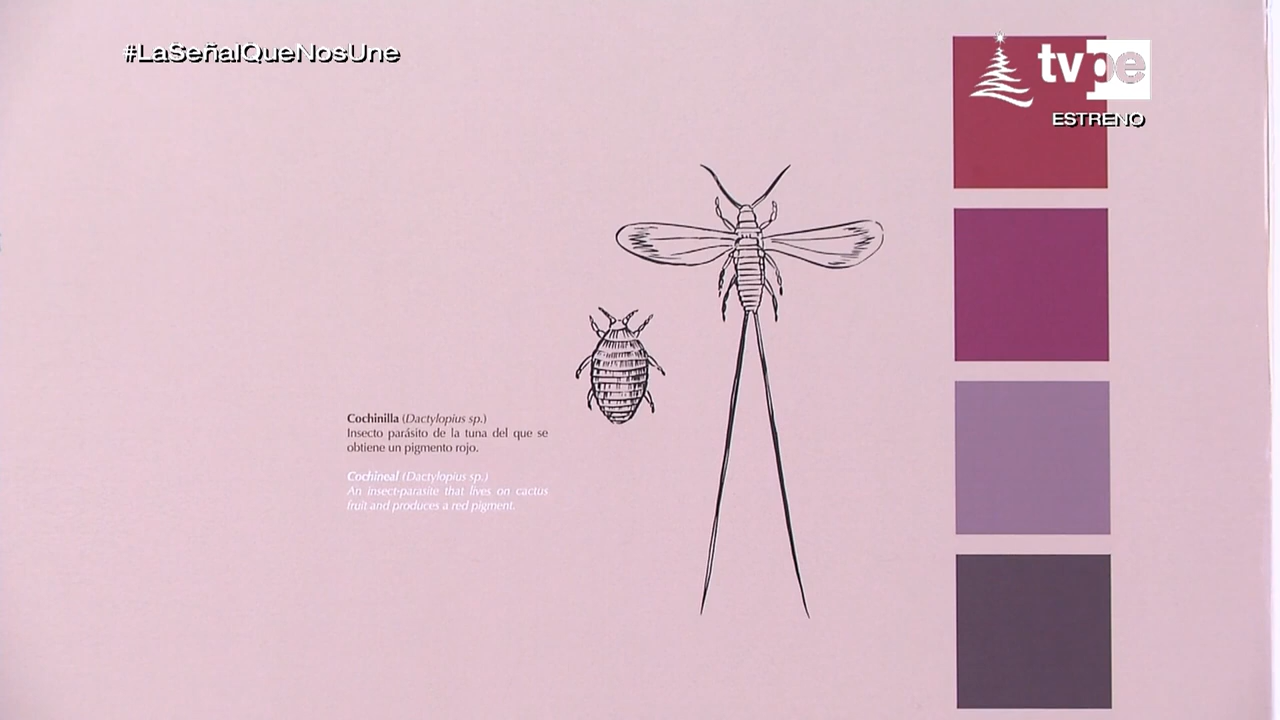 #LaSeñalQueNosUne
tvpe
ESTRENO
Cochinilla (Dactylopius sp.)
Insecto parásito de la tuna del que se
obtiene un pigmento rojo.
Cochineal (Dactylopius sp.)
An insect-parasite that lives on cactus
fruit and produces a red pigment.